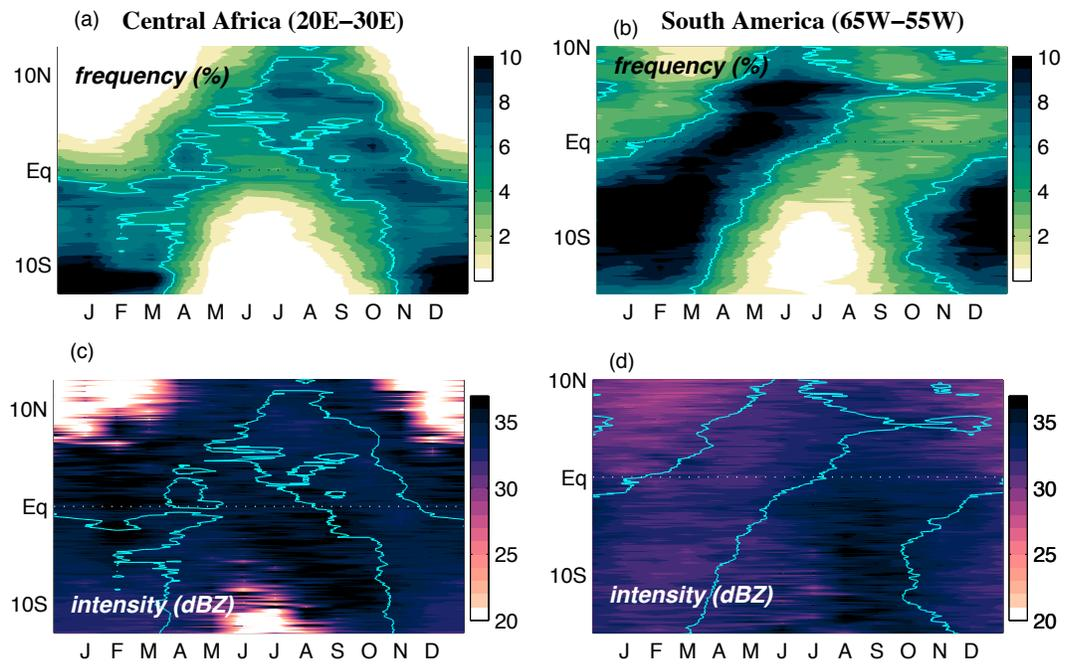 (a) Central Africa (20E−30E)
(b) South America (65W−55W)
frequency (%)
10N
Eq
10S
J F M A M J J A S O N D
10
8
6
4
2
frequency (%)
10N
Eq
10S
J F M A M J J A S O N D
10
8
6
4
2
(c)
10N
Eq
10S
intensity (dBZ)
J F M A M J J A S O N D
35
30
25
20
(d)
10N
Eq
10S
intensity (dBZ)
J F M A M J J A S O N D
35
30
25
20